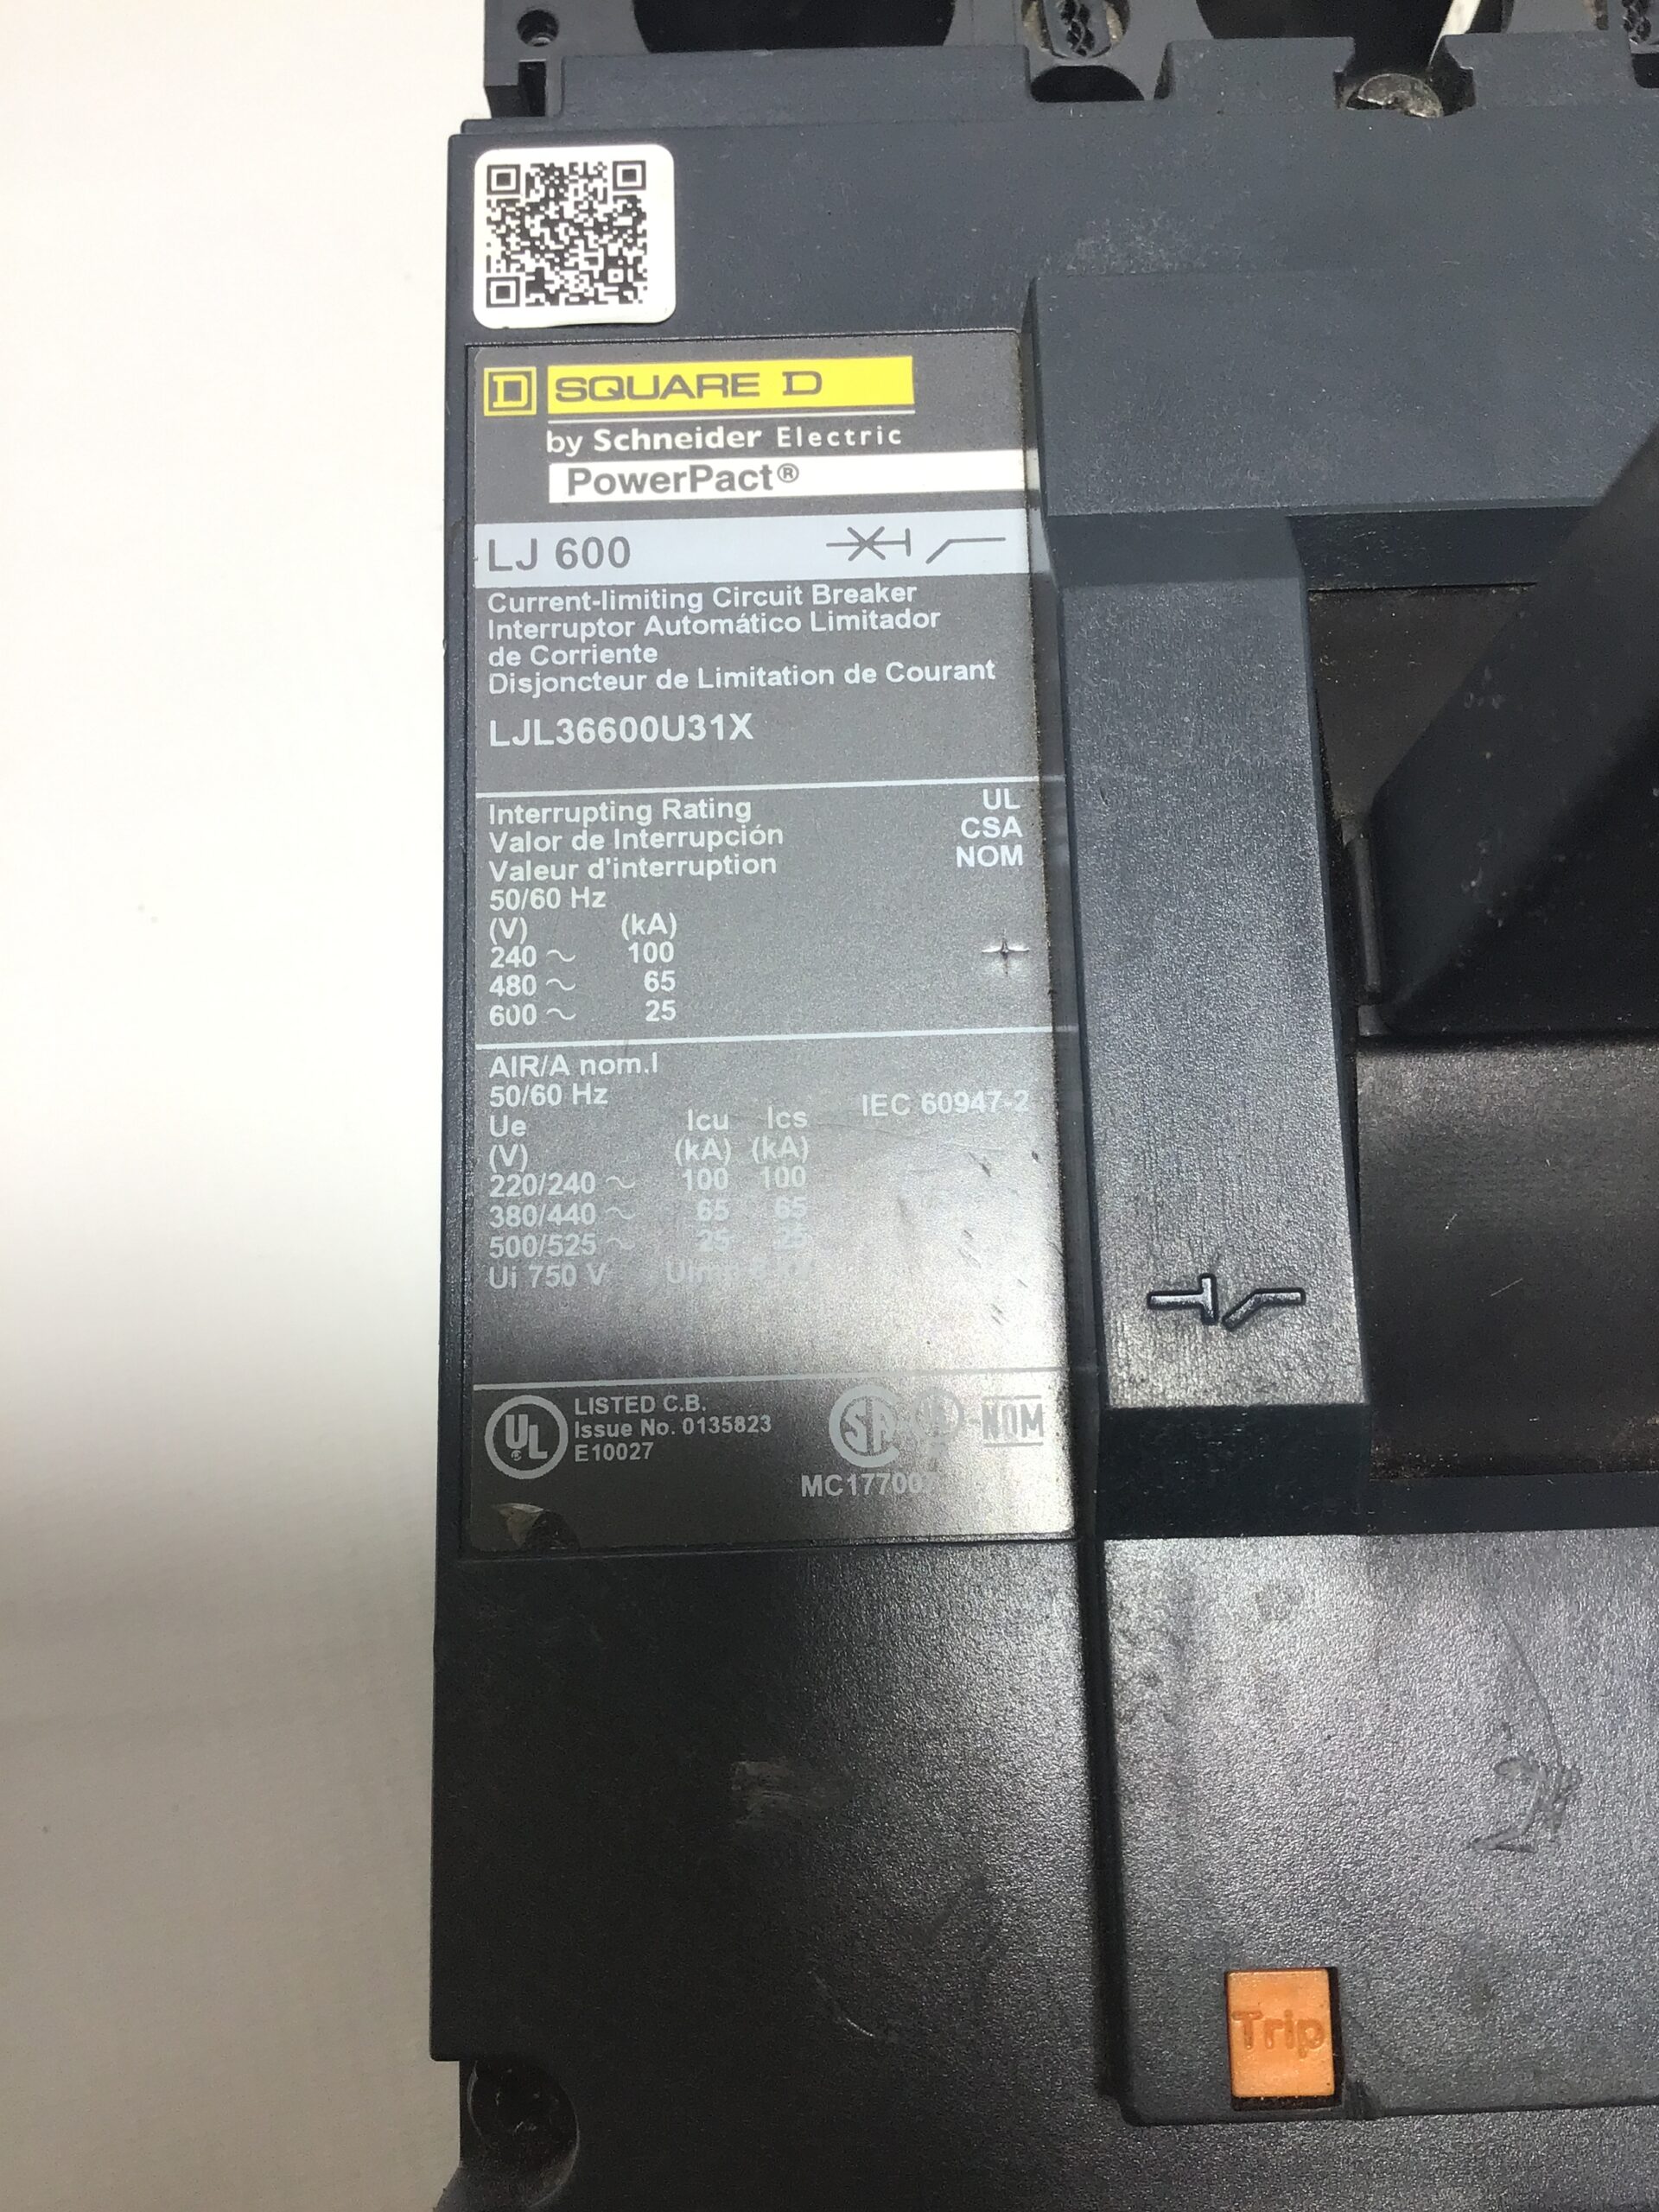 D SQUARE D
by Schneider Electric
PowerPact®
LJ 600
Current-limiting Circuit Breaker
Interruptor Automático Limitador
de Corriente
Disjoncteur de Limitation de Courant
LJL36600U31X
Interrupting Rating UL
Valor de Interrupción CSA
Valeur d'interruption NOM
50/60 Hz
(V) (kA)
240 ~ 100
480 ~ 65
600 ~ 25
AIR/A nom.I
50/60 Hz IEC 60947-2
Ue Icu Ics
(V) (kA) (kA)
220/240 ~ 100 100
380/440 ~ 65 65
500/525 ~ 25 25
Ui 750 V
UL LISTED C.B.
Issue No. 0135823
E10027
SA NOM
Trip